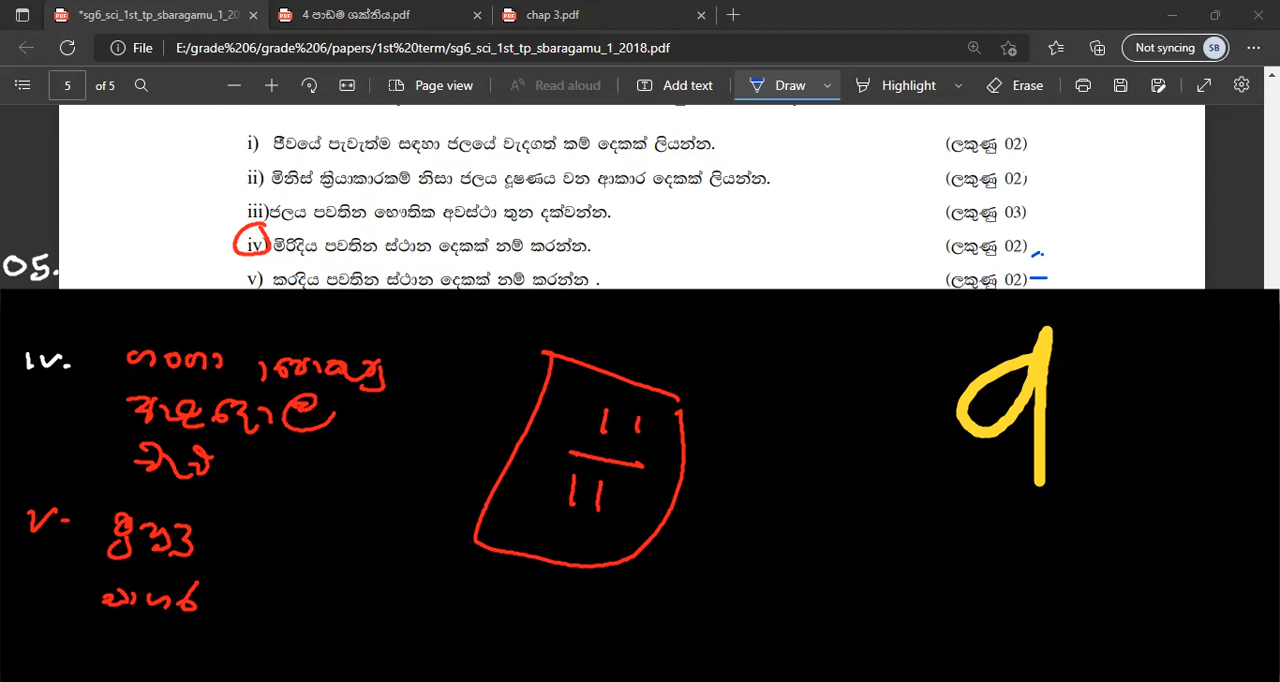 *sg6_sci_1st_tp_sbaragamu_1_20
4 පාඩම ශක්තිය.pdf
chap 3.pdf
File E:/grade%206/grade%206/papers/1st%20term/sg6_sci_1st_tp_sbaragamu_1_2018.pdf Not syncing SB
5 of 5 Page view Read aloud Add text Draw Highlight Erase
i) ජීවයේ පැවැත්ම සඳහා ජලයේ වැදගත් කම් දෙකක් ලියන්න. (ලකුණු 02)
ii) මිනිස් ක්‍රියාකාරකම් නිසා ජලය දූෂණය වන ආකාර දෙකක් ලියන්න. (ලකුණු 02)
iii)ජලය පවතින භෞතික අවස්ථා තුන දක්වන්න. (ලකුණු 03)
iv) මිරිදිය පවතින ස්ථාන දෙකක් නම් කරන්න. (ලකුණු 02)
05.
v) කරදිය පවතින ස්ථාන දෙකක් නම් කරන්න . (ලකුණු 02)
iv. ගංගා , පොකුණු
ඇළ දොළ
වැව්
v. මුහුදු
සාගර